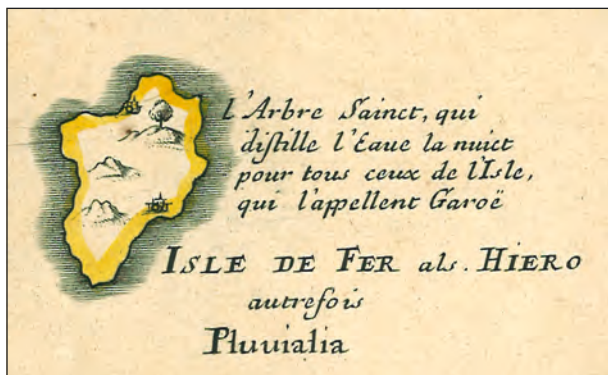 l'Arbre Sainct, qui
distille l'Eaue la nuict
pour tous ceux de l'Isle,
qui l'appellent Garoë
ISLE DE FER als. HIERO
autrefois
Pluuialia